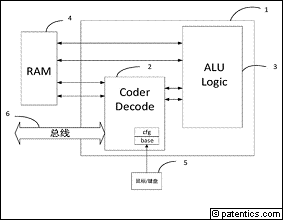 1
4
RAM
2
Coder
Decode
ALU
Logic
3
6
总线
cfg
base
鼠标/键盘
5
© patentics.com